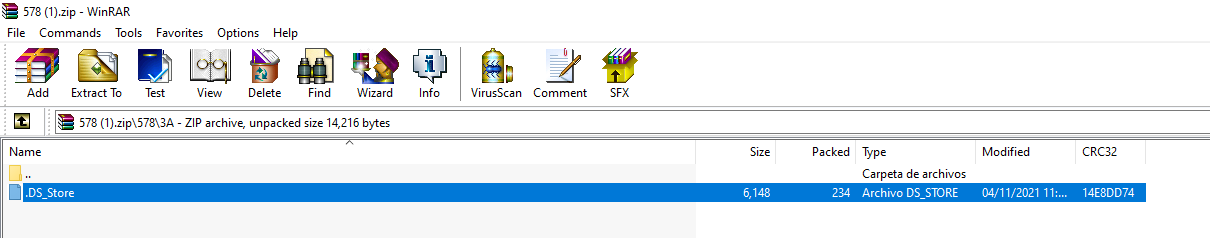 578 (1).zip - WinRAR
File Commands Tools Favorites Options Help
Add Extract To Test View Delete Find Wizard Info VirusScan Comment SFX
578 (1).zip\578\3A - ZIP archive, unpacked size 14,216 bytes
Name Size Packed Type Modified CRC32
.. Carpeta de archivos
.DS_Store 6,148 234 Archivo DS_STORE 04/11/2021 11:... 14E8DD74